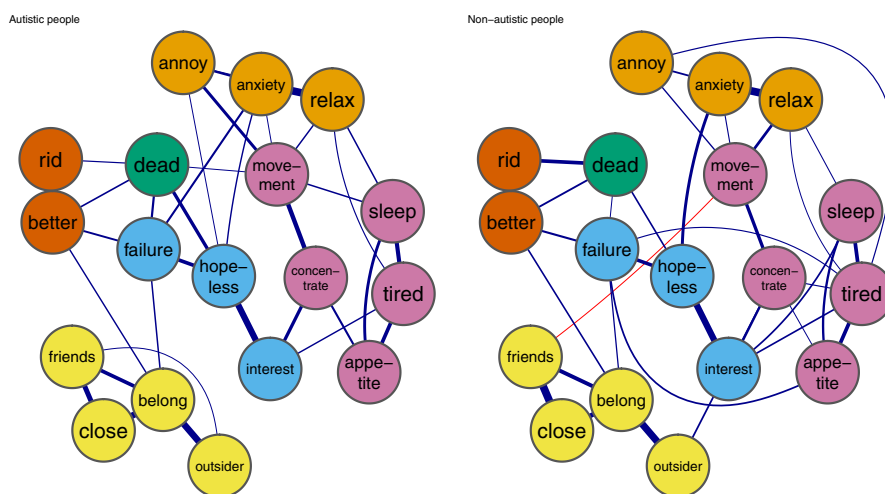 Autistic people
annoy
anxiety
relax
rid
dead
move–
ment
better
sleep
failure
hope–
less
concen–
trate
tired
friends
interest
appe–
tite
belong
close
outsider
Non–autistic people
annoy
anxiety
relax
rid
dead
move–
ment
better
sleep
failure
hope–
less
concen–
trate
tired
friends
interest
appe–
tite
belong
close
outsider